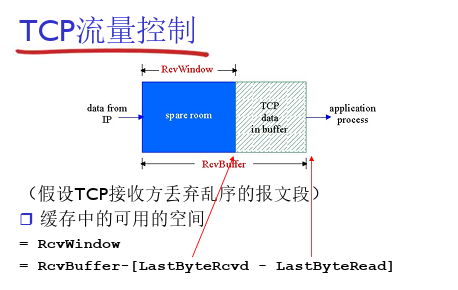 TCP流量控制
RcvWindow
data from
IP
spare room
TCP
data
in buffer
application
process
RcvBuffer
（假设TCP接收方丢弃乱序的报文段）
❒ 缓存中的可用的空间
= RcvWindow
= RcvBuffer-[LastByteRcvd - LastByteRead]